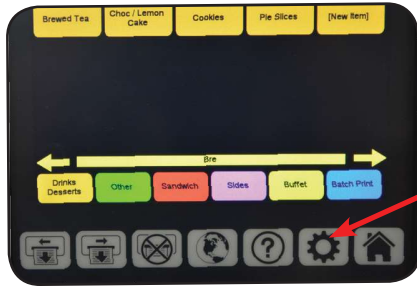 Brewed Tea
Choc / Lemon
Cake
Cookies
Pie Slices
[New Item]
Bre
Drinks
Desserts
Other
Sandwich
Sides
Buffet
Batch Print
?